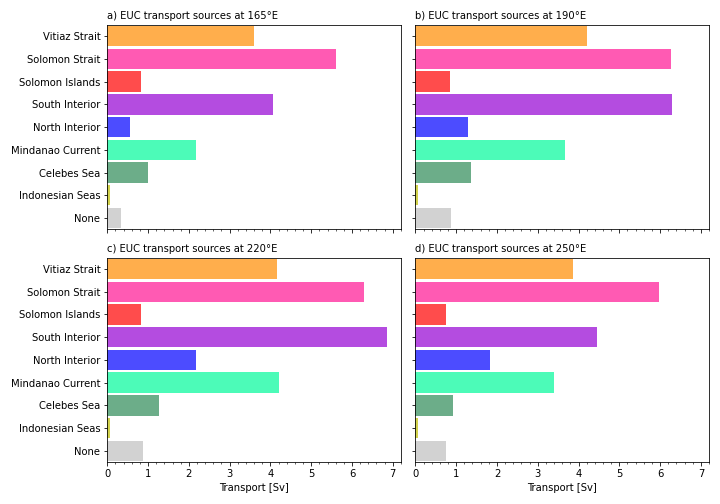 a) EUC transport sources at 165°E
b) EUC transport sources at 190°E
Vitiaz Strait
Solomon Strait
Solomon Islands
South Interior
North Interior
Mindanao Current
Celebes Sea
Indonesian Seas
None
c) EUC transport sources at 220°E
d) EUC transport sources at 250°E
Vitiaz Strait
Solomon Strait
Solomon Islands
South Interior
North Interior
Mindanao Current
Celebes Sea
Indonesian Seas
None
0 1 2 3 4 5 6 7
0 1 2 3 4 5 6 7
Transport [Sv]
Transport [Sv]